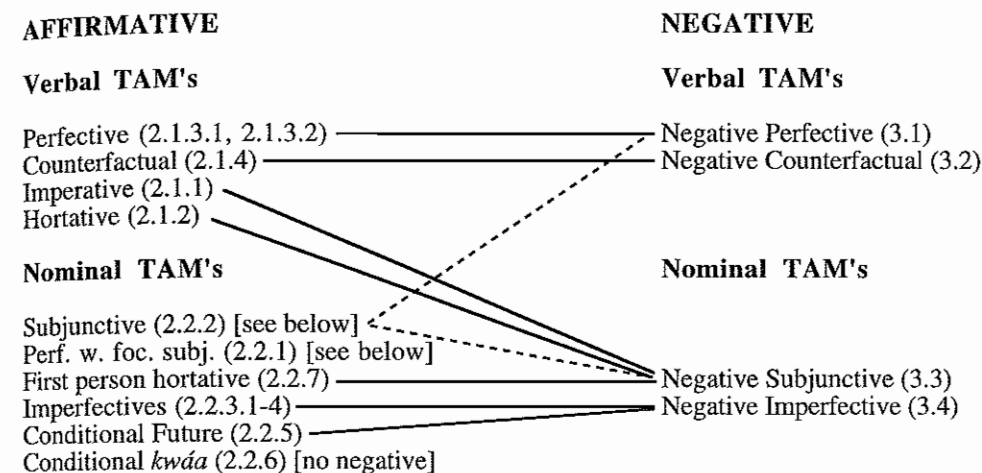 AFFIRMATIVE NEGATIVE
Verbal TAM's Verbal TAM's
Perfective (2.1.3.1, 2.1.3.2) Negative Perfective (3.1)
Counterfactual (2.1.4) Negative Counterfactual (3.2)
Imperative (2.1.1)
Hortative (2.1.2)
Nominal TAM's Nominal TAM's
Subjunctive (2.2.2) [see below]
Perf. w. foc. subj. (2.2.1) [see below]
First person hortative (2.2.7) Negative Subjunctive (3.3)
Imperfectives (2.2.3.1-4) Negative Imperfective (3.4)
Conditional Future (2.2.5)
Conditional kwáa (2.2.6) [no negative]